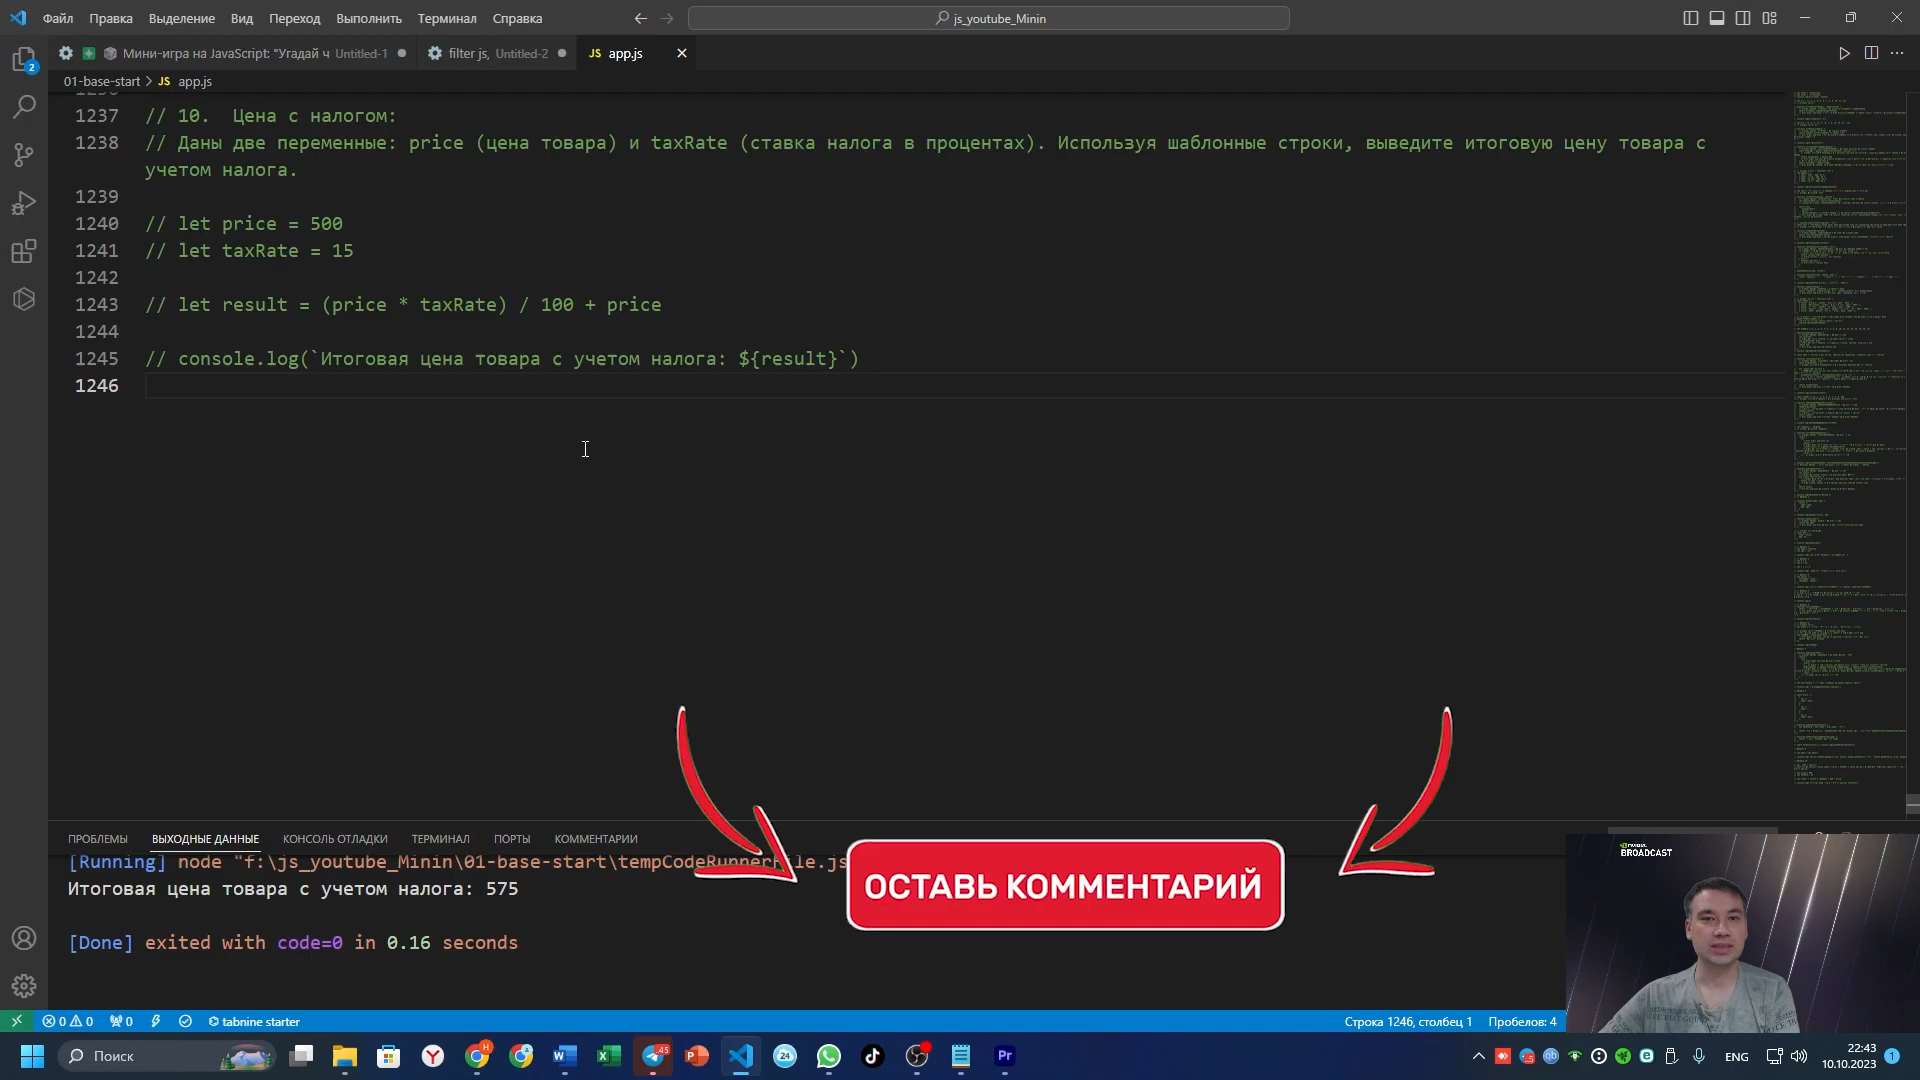 Файл Правка Выделение Вид Переход Выполнить Терминал Справка
js_youtube_Minin
Мини-игра на JavaScript: "Угадай ч Untitled-1
filter js, Untitled-2
JS app.js
01-base-start > JS app.js
1237 // 10.  Цена с налогом:
1238 // Даны две переменные: price (цена товара) и taxRate (ставка налога в процентах). Используя шаблонные строки, выведите итоговую цену товара с
учетом налога.
1239
1240 // let price = 500
1241 // let taxRate = 15
1242
1243 // let result = (price * taxRate) / 100 + price
1244
1245 // console.log(`Итоговая цена товара с учетом налога: ${result}`)
1246
ПРОБЛЕМЫ ВЫХОДНЫЕ ДАННЫЕ КОНСОЛЬ ОТЛАДКИ ТЕРМИНАЛ ПОРТЫ КОММЕНТАРИИ
[Running] node "f:\js_youtube_Minin\01-base-start\tempCodeRunnerFile.js
Итоговая цена товара с учетом налога: 575
[Done] exited with code=0 in 0.16 seconds
ОСТАВЬ КОММЕНТАРИЙ
NVIDIA
BROADCAST
0 0 0 tabnine starter
Строка 1246, столбец 1 Пробелов: 4
Поиск
ENG
22:43
10.10.2023